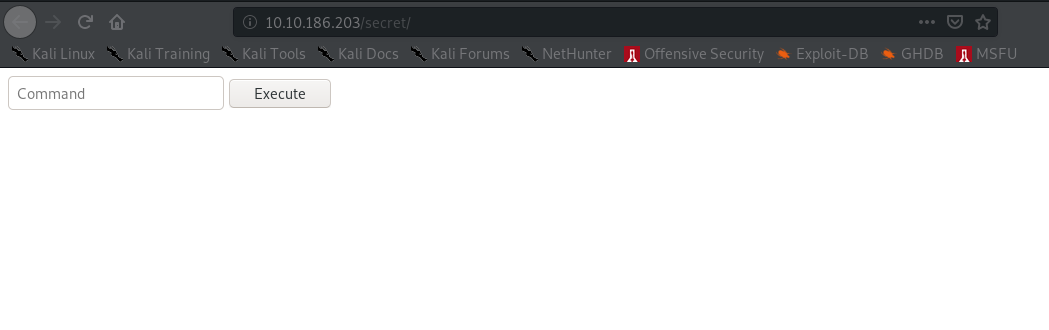 10.10.186.203/secret/
Kali Linux Kali Training Kali Tools Kali Docs Kali Forums NetHunter Offensive Security Exploit-DB GHDB MSFU
Command Execute